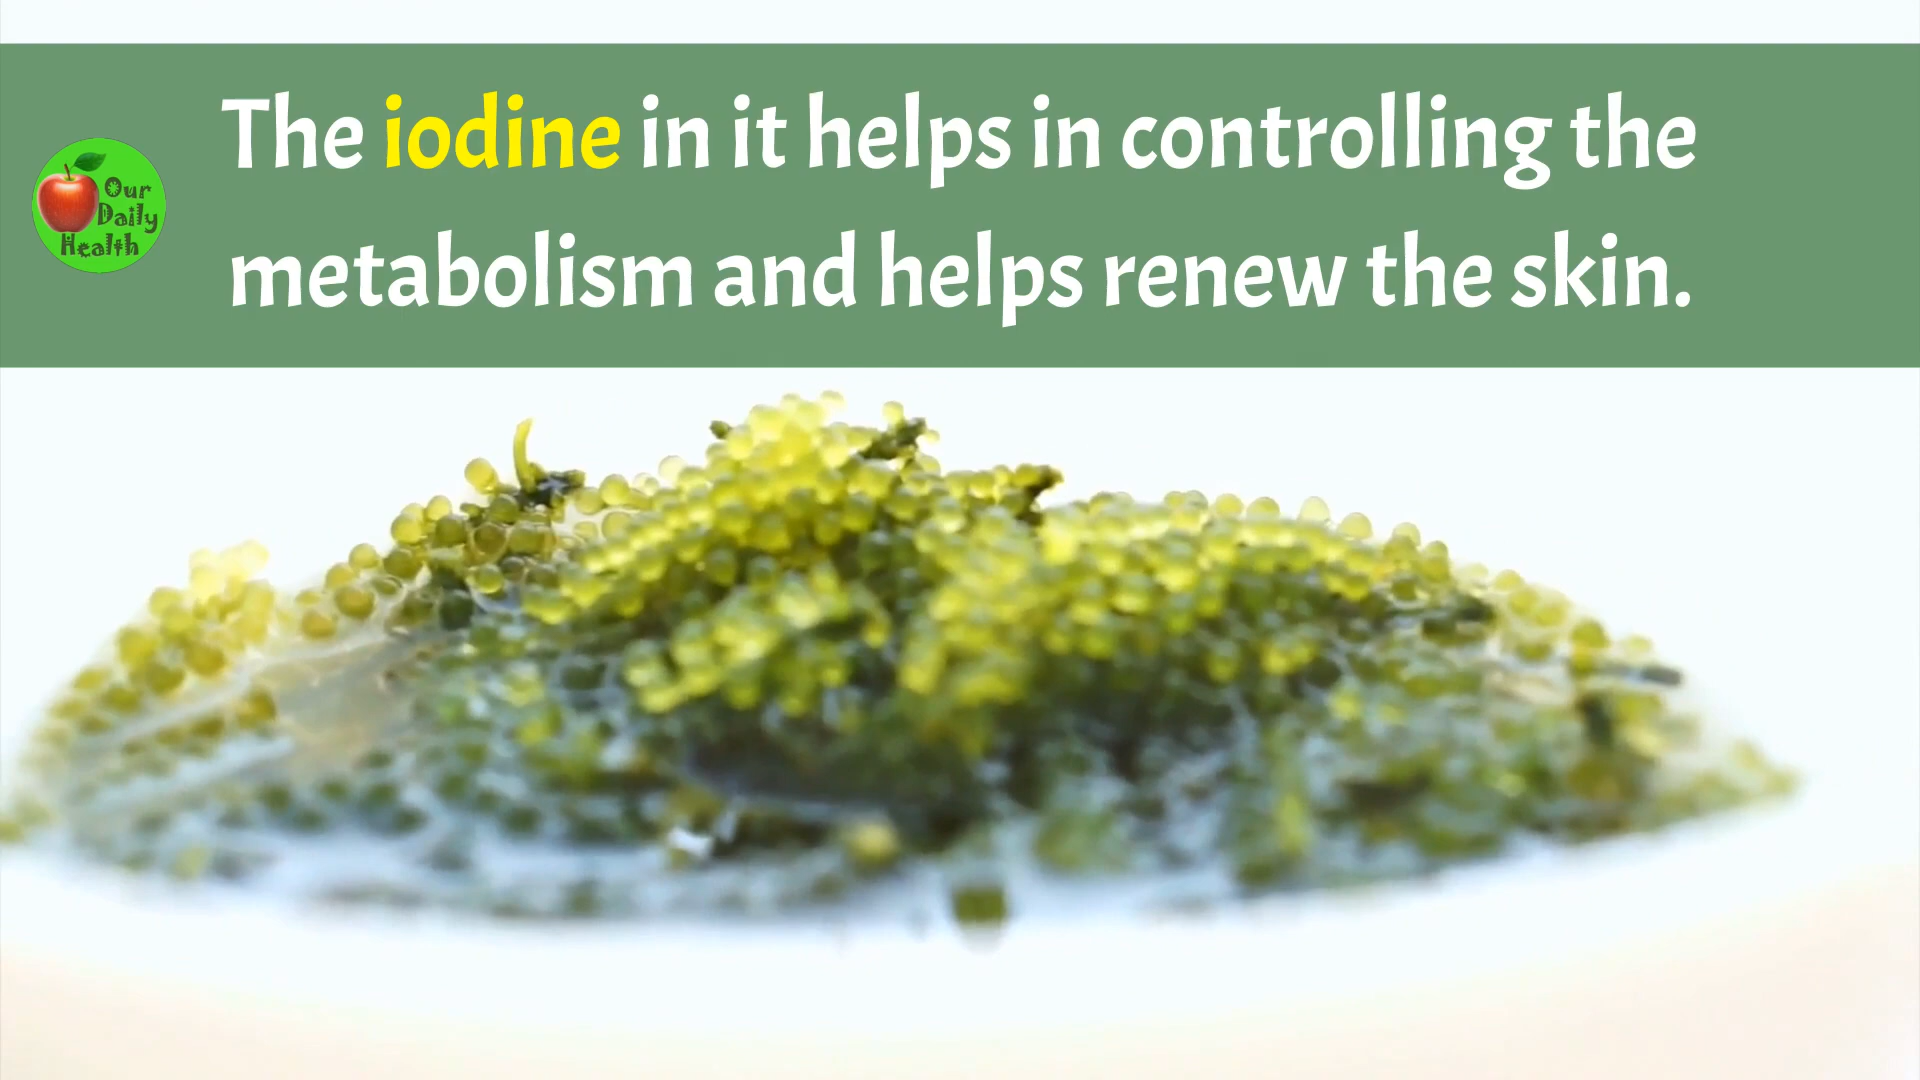 The iodine in it helps in controlling the
metabolism and helps renew the skin.
Our
Daily
Health